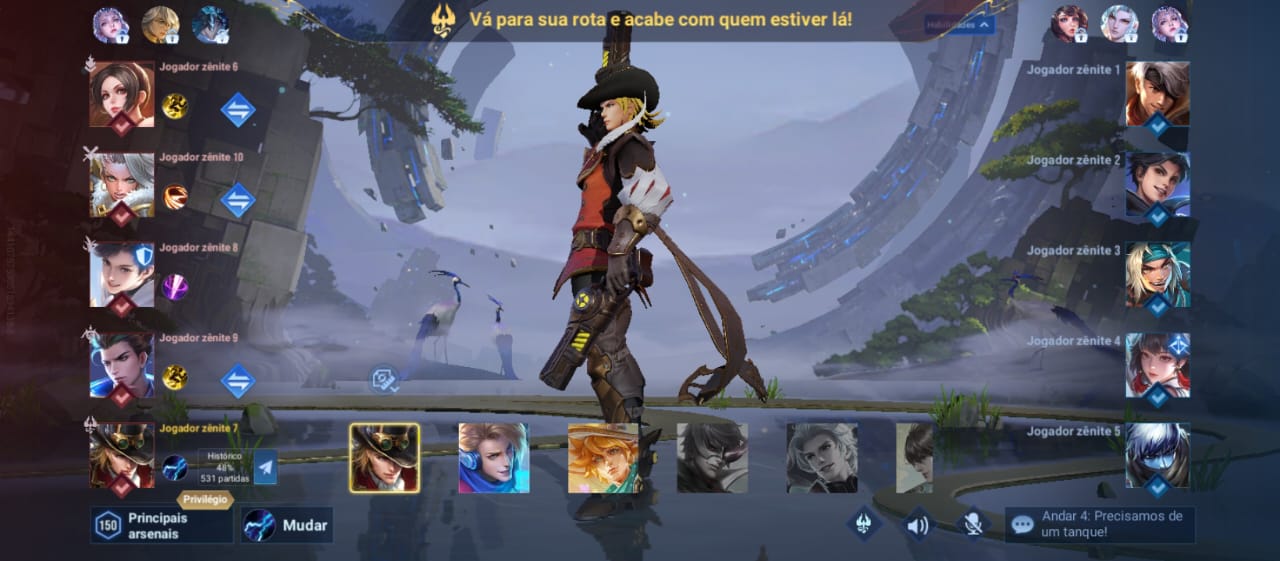 Vá para sua rota e acabe com quem estiver lá!
Habilidades
Jogador zênite 6
Jogador zênite 10
Jogador zênite 8
Jogador zênite 9
Jogador zênite 7
Histórico
48%
531 partidas
Privilégio
150
Principais
arsenais
Mudar
Jogador zênite 1
Jogador zênite 2
Jogador zênite 3
Jogador zênite 4
Jogador zênite 5
Andar 4: Precisamos de
um tanque!